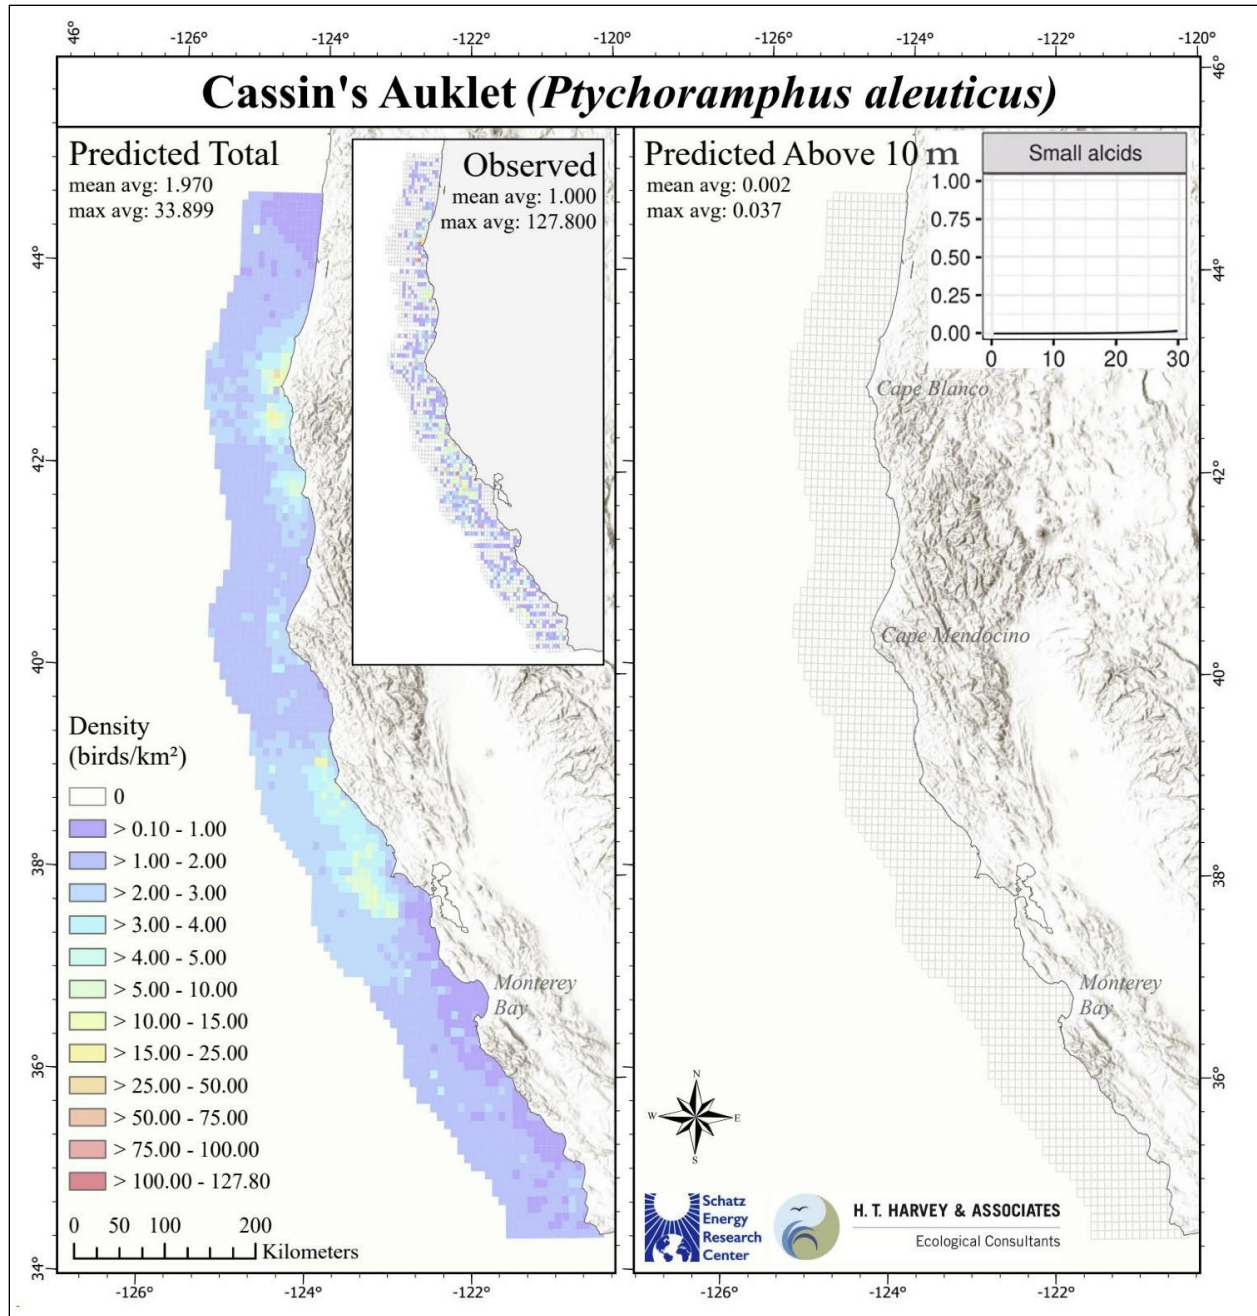 46°
-126°
-124°
-122°
-120°
-126°
-124°
-122°
-120°
46°
Cassin's Auklet (Ptychoramphus aleuticus)
Predicted Total
mean avg: 1.970
max avg: 33.899
Observed
mean avg: 1.000
max avg: 127.800
Predicted Above 10 m
mean avg: 0.002
max avg: 0.037
Small alcids
1.00
0.75
0.50
0.25
0.00
0
10
20
30
44°
42°
40°
38°
36°
34°
44°
42°
40°
38°
36°
Cape Blanco
Cape Mendocino
Monterey
Bay
Monterey
Bay
Density
(birds/km²)
0
> 0.10 - 1.00
> 1.00 - 2.00
> 2.00 - 3.00
> 3.00 - 4.00
> 4.00 - 5.00
> 5.00 - 10.00
> 10.00 - 15.00
> 15.00 - 25.00
> 25.00 - 50.00
> 50.00 - 75.00
> 75.00 - 100.00
> 100.00 - 127.80
0 50 100 200
Kilometers
N
W E
S
Schatz
Energy
Research
Center
H. T. HARVEY & ASSOCIATES
Ecological Consultants
-126°
-124°
-122°
-126°
-124°
-122°